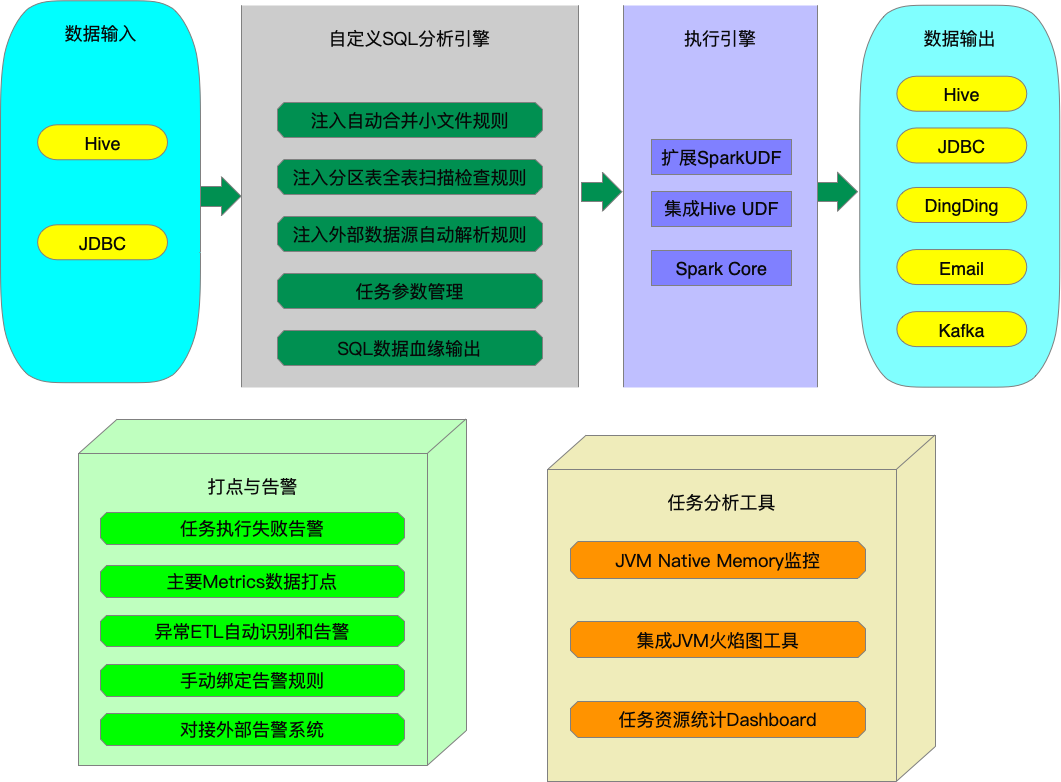 数据输入
Hive
JDBC
自定义SQL分析引擎
注入自动合并小文件规则
注入分区表全表扫描检查规则
注入外部数据源自动解析规则
任务参数管理
SQL数据血缘输出
执行引擎
扩展SparkUDF
集成Hive UDF
Spark Core
数据输出
Hive
JDBC
DingDing
Email
Kafka
打点与告警
任务执行失败告警
主要Metrics数据打点
异常ETL自动识别和告警
手动绑定告警规则
对接外部告警系统
任务分析工具
JVM Native Memory监控
集成JVM火焰图工具
任务资源统计Dashboard